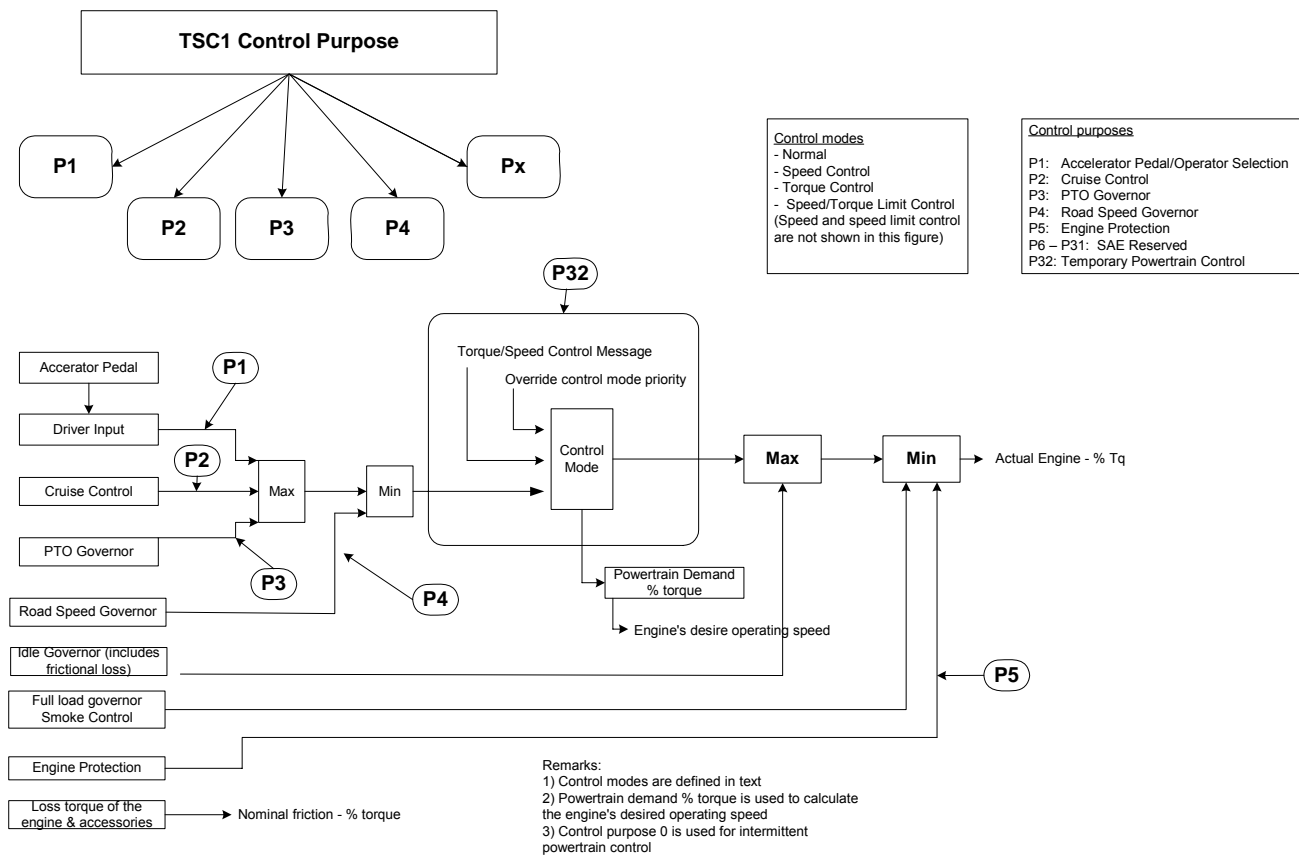 TSC1 Control Purpose
P1
P2
P3
P4
Px
Control modes
- Normal
- Speed Control
- Torque Control
- Speed/Torque Limit Control
(Speed and speed limit control
are not shown in this figure)
Control purposes
P1: Accelerator Pedal/Operator Selection
P2: Cruise Control
P3: PTO Governor
P4: Road Speed Governor
P5: Engine Protection
P6 – P31: SAE Reserved
P32: Temporary Powertrain Control
P32
Torque/Speed Control Message
Override control mode priority
Accerator Pedal
P1
Driver Input
P2
Cruise Control
Max
Min
Control
Mode
Max
Min
Actual Engine - % Tq
PTO Governor
P3
P4
Powertrain Demand
% torque
Road Speed Governor
Engine's desire operating speed
Idle Governor (includes
frictional loss)
P5
Full load governor
Smoke Control
Engine Protection
Loss torque of the
engine & accessories
Nominal friction - % torque
Remarks:
1) Control modes are defined in text
2) Powertrain demand % torque is used to calculate
the engine's desired operating speed
3) Control purpose 0 is used for intermittent
powertrain control